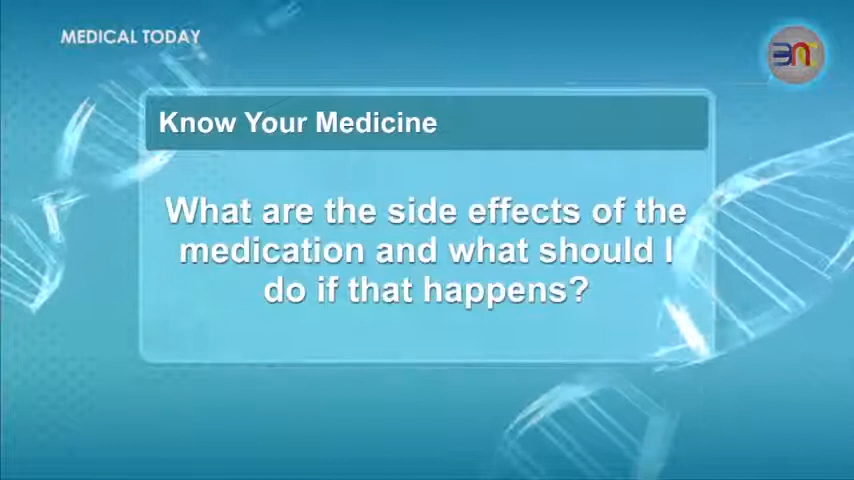 MEDICAL TODAY
Know Your Medicine
What are the side effects of the
medication and what should I
do if that happens?